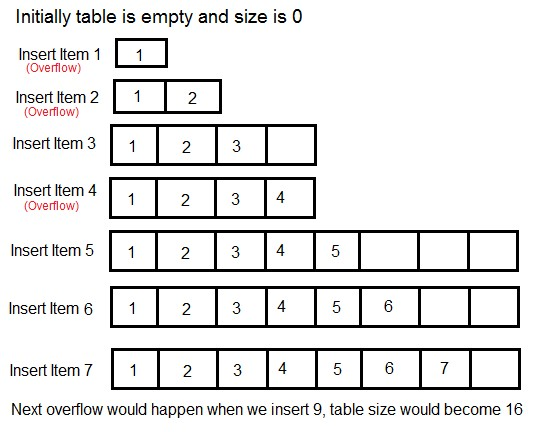 Initially table is empty and size is 0
Insert Item 1
(Overflow)
1
Insert Item 2
(Overflow)
1 2
Insert Item 3
1 2 3
Insert Item 4
(Overflow)
1 2 3 4
Insert Item 5
1 2 3 4 5
Insert Item 6
1 2 3 4 5 6
Insert Item 7
1 2 3 4 5 6 7
Next overflow would happen when we insert 9, table size would become 16